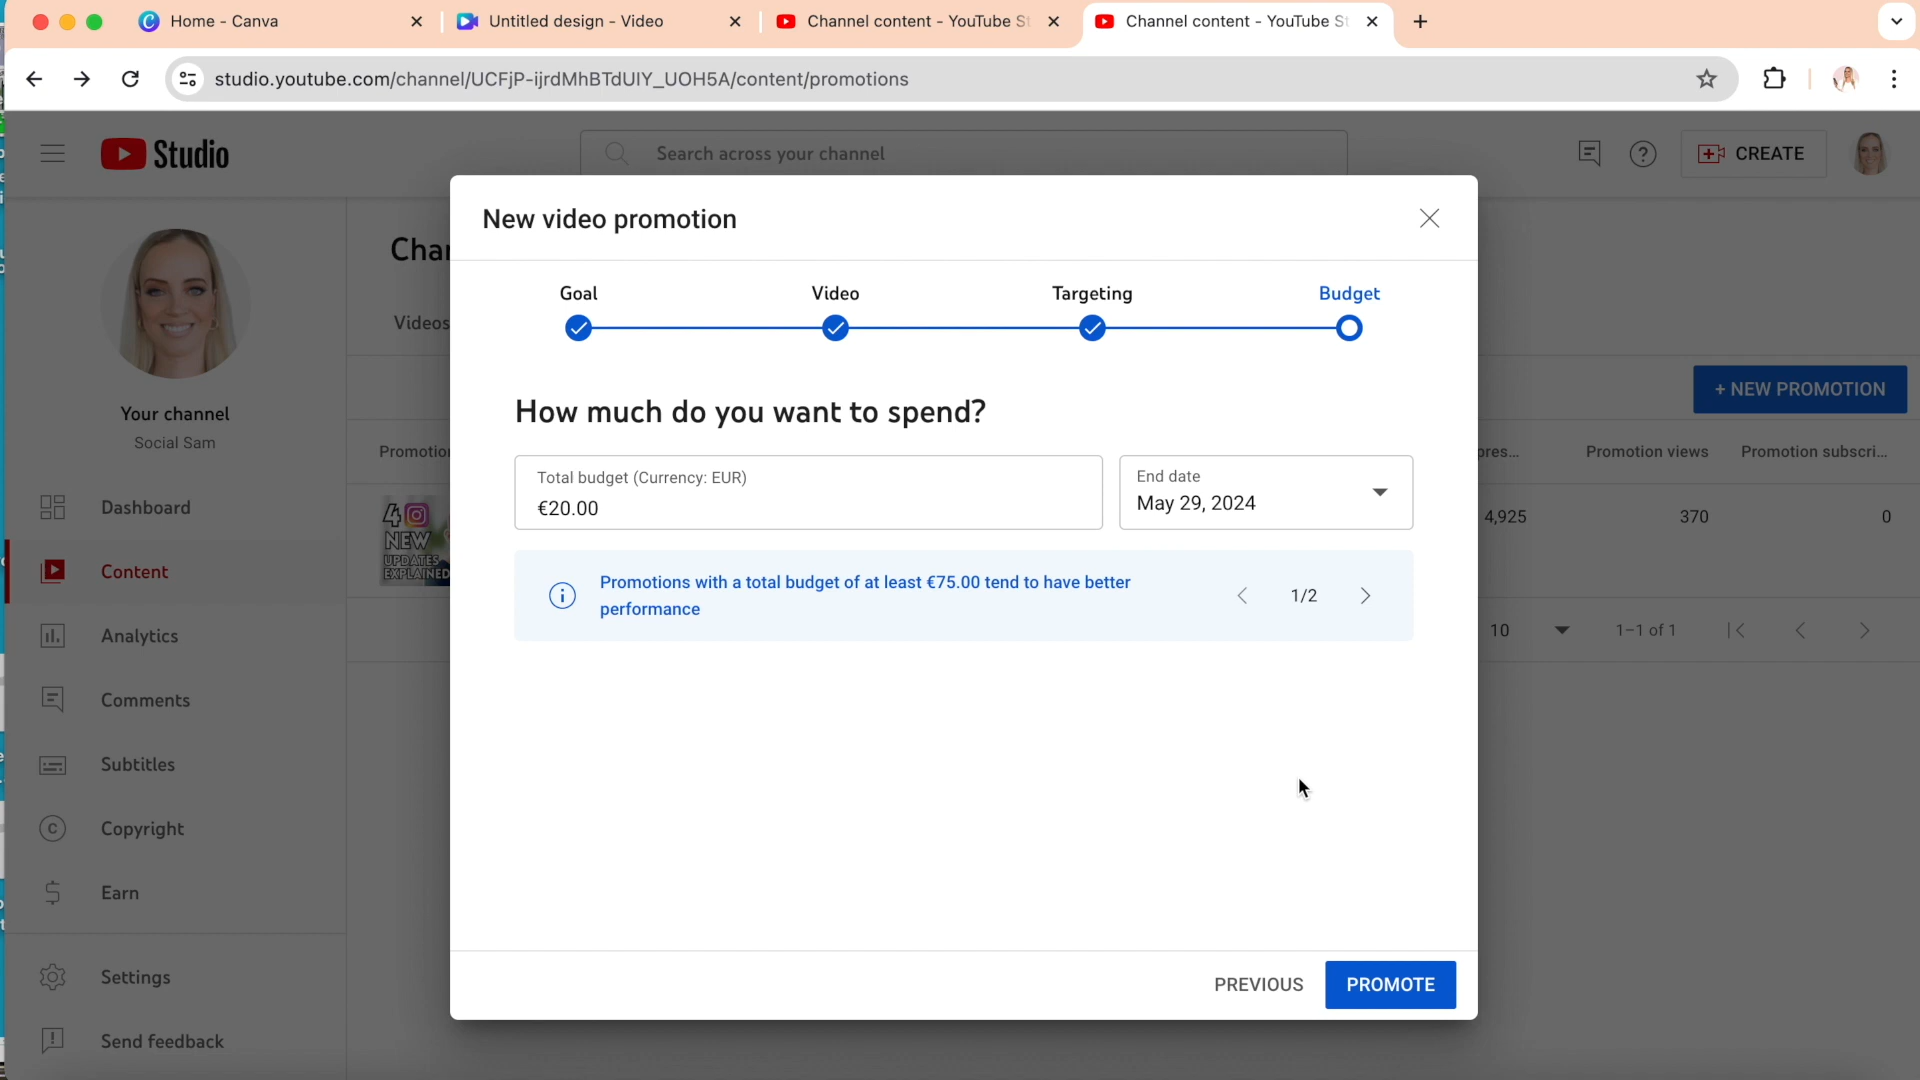 Home - Canva
Untitled design - Video
Channel content - YouTube St
Channel content - YouTube St
studio.youtube.com/channel/UCFjP-ijrdMhBTdUIY_UOH5A/content/promotions
Studio
Search across your channel
CREATE
New video promotion
Goal
Video
Targeting
Budget
Your channel
Social Sam
Dashboard
Content
Analytics
Comments
Subtitles
Copyright
Earn
Settings
Send feedback
Char
Videos
+ NEW PROMOTION
Promotion
pres...
Promotion views
Promotion subscri...
4 NEW
UPDATES
EXPLAINED
4,925
370
0
10
1–1 of 1
How much do you want to spend?
Total budget (Currency: EUR)
€20.00
End date
May 29, 2024
Promotions with a total budget of at least €75.00 tend to have better
performance
1/2
PREVIOUS
PROMOTE